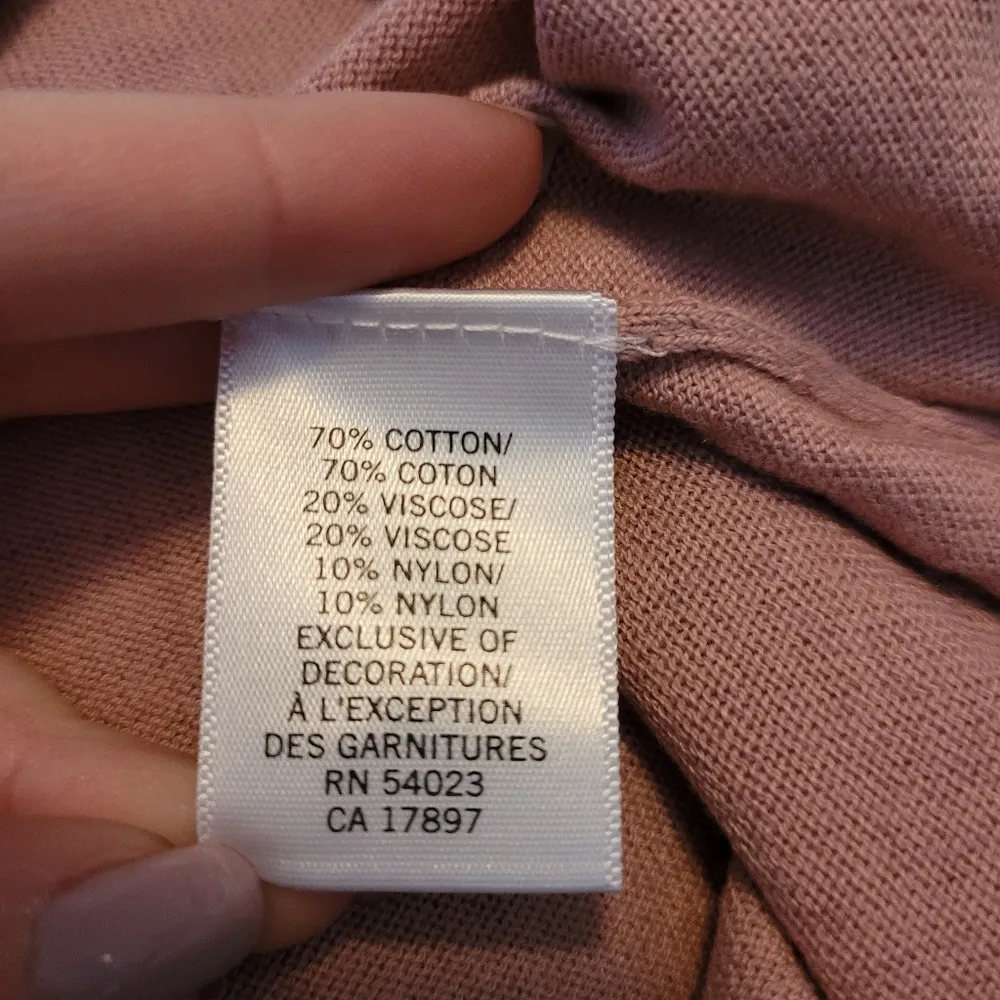 70% COTTON/
70% COTON
20% VISCOSE/
20% VISCOSE
10% NYLON/
10% NYLON
EXCLUSIVE OF
DECORATION/
À L'EXCEPTION
DES GARNITURES
RN 54023
CA 17897